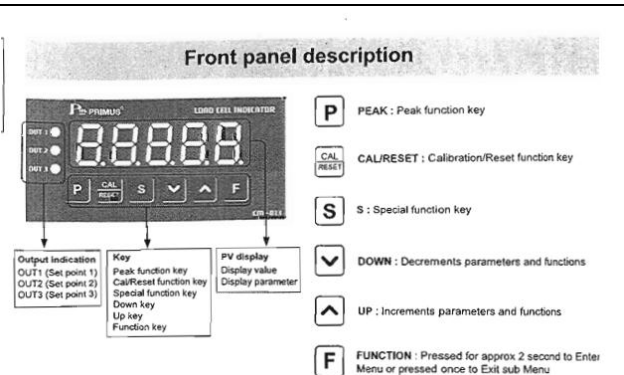 Front panel description
PRIMUS
LOAD CELL INDICATOR
OUT 1
OUT 2
OUT 3
88888
P
CAL
RESET
S
F
Output indication
OUT1 (Set point 1)
OUT2 (Set point 2)
OUT3 (Set point 3)
Key
Peak function key
Cal/Reset function key
Special function key
Down key
Up key
Function key
PV display
Display value
Display parameter
P
PEAK : Peak function key
CAL
RESET
CAL/RESET : Calibration/Reset function key
S
S : Special function key
DOWN : Decrements parameters and functions
UP : Increments parameters and functions
F
FUNCTION : Pressed for approx 2 second to Enter
Menu or pressed once to Exit sub Menu